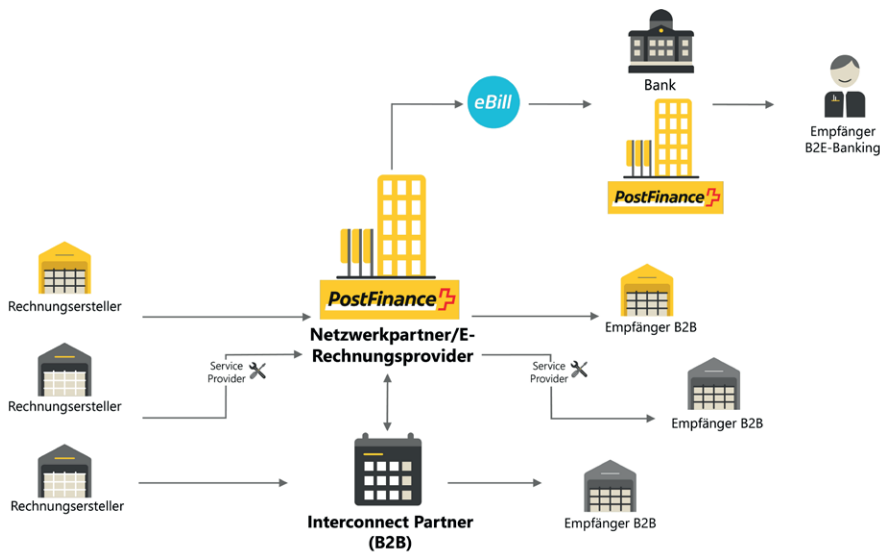 Bank
eBill
Empfänger
B2E-Banking
PostFinance
Rechnungsersteller
PostFinance
Netzwerkpartner/E-
Rechnungsprovider
Empfänger B2B
Service
Provider
Service
Provider
Rechnungsersteller
Empfänger B2B
Rechnungsersteller
Interconnect Partner
(B2B)
Empfänger B2B